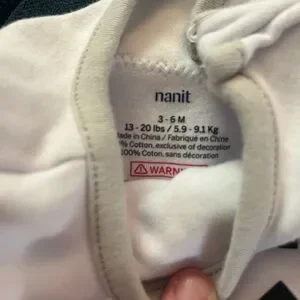 nanit
3 - 6 M
13 - 20 lbs / 5.9 - 9.1 Kg
Made in China / Fabriqué en Chine
% Cotton, exclusive of decoration
100% Coton, sans décoration
WARN